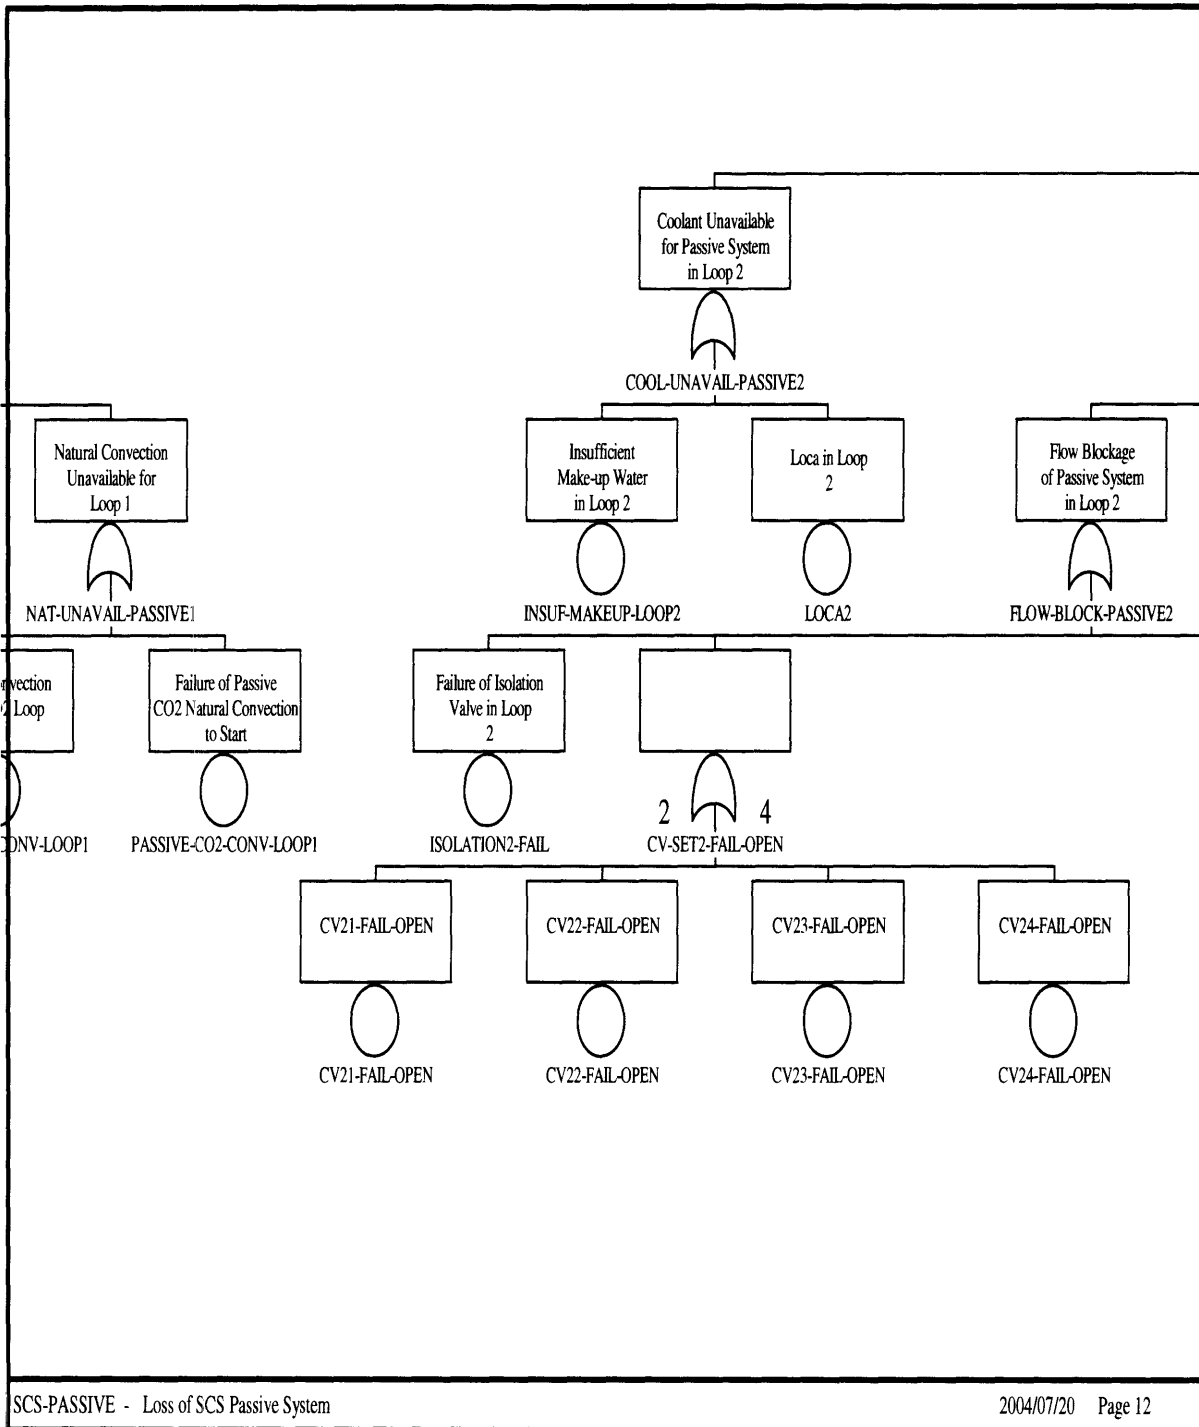 Coolant Unavailable
for Passive System
in Loop 2
COOL-UNAVAIL-PASSIVE2
Natural Convection
Unavailable for
Loop 1
NAT-UNAVAIL-PASSIVE1
Insufficient
Make-up Water
in Loop 2
INSUF-MAKEUP-LOOP2
Loca in Loop
2
LOCA2
Flow Blockage
of Passive System
in Loop 2
FLOW-BLOCK-PASSIVE2
Loop
CONV-LOOP1
Failure of Passive
CO2 Natural Convection
to Start
PASSIVE-CO2-CONV-LOOP1
Failure of Isolation
Valve in Loop
2
ISOLATION2-FAIL
2 4
CV-SET2-FAIL-OPEN
CV21-FAIL-OPEN
CV21-FAIL-OPEN
CV22-FAIL-OPEN
CV22-FAIL-OPEN
CV23-FAIL-OPEN
CV23-FAIL-OPEN
CV24-FAIL-OPEN
CV24-FAIL-OPEN
SCS-PASSIVE - Loss of SCS Passive System
2004/07/20 Page 12